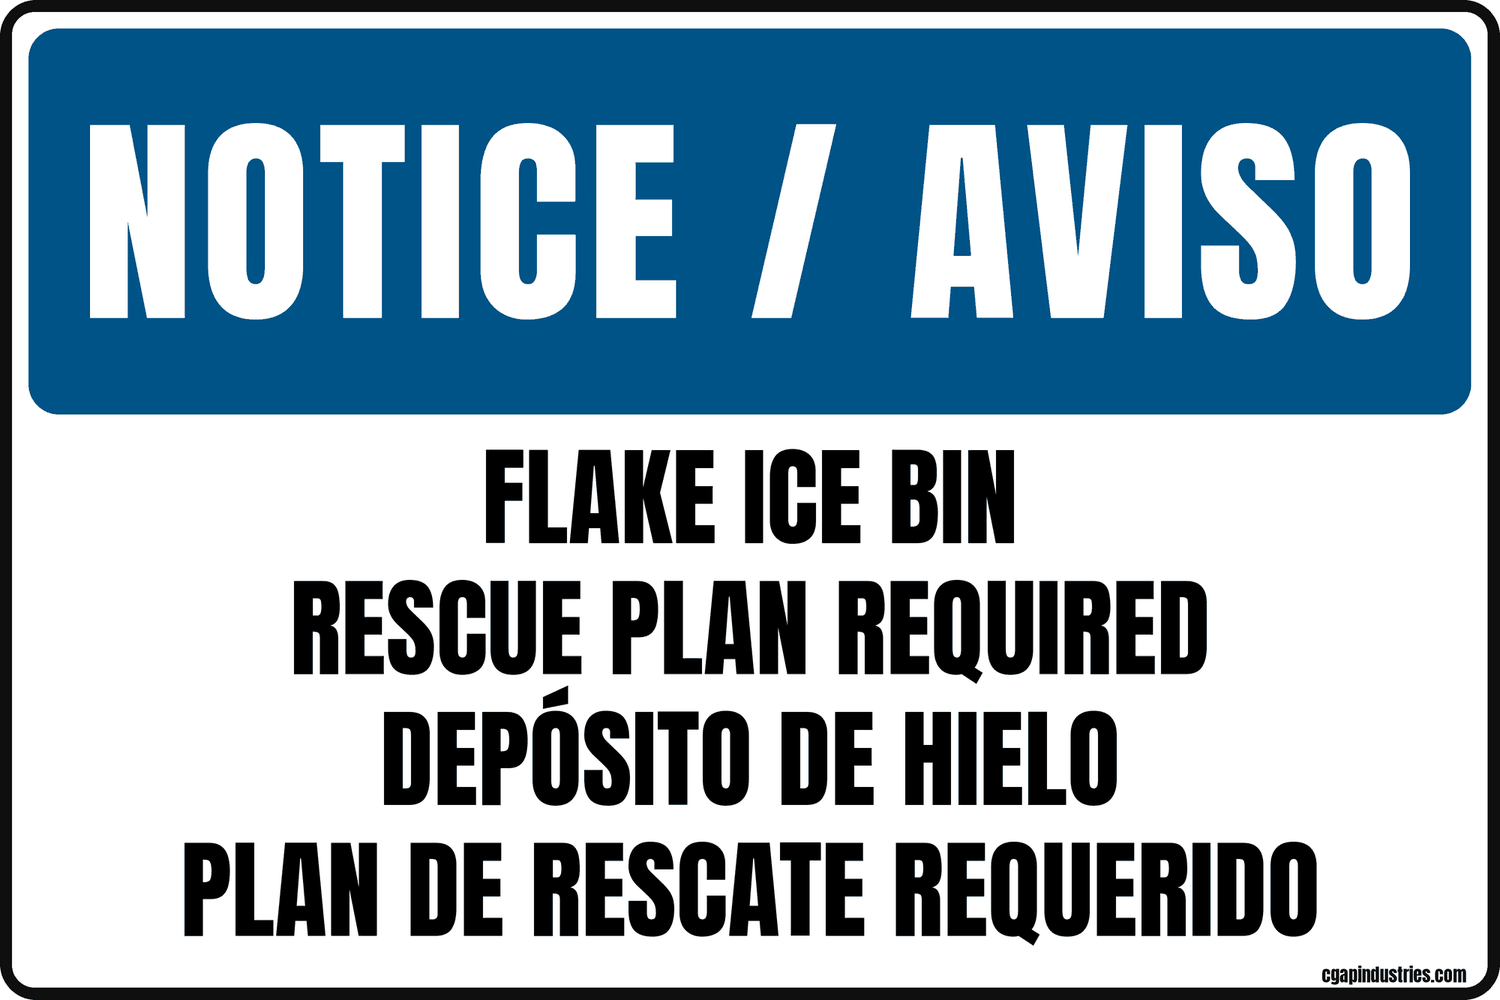 NOTICE / AVISO
FLAKE ICE BIN
RESCUE PLAN REQUIRED
DEPÓSITO DE HIELO
PLAN DE RESCATE REQUERIDO
cgapindustries.com